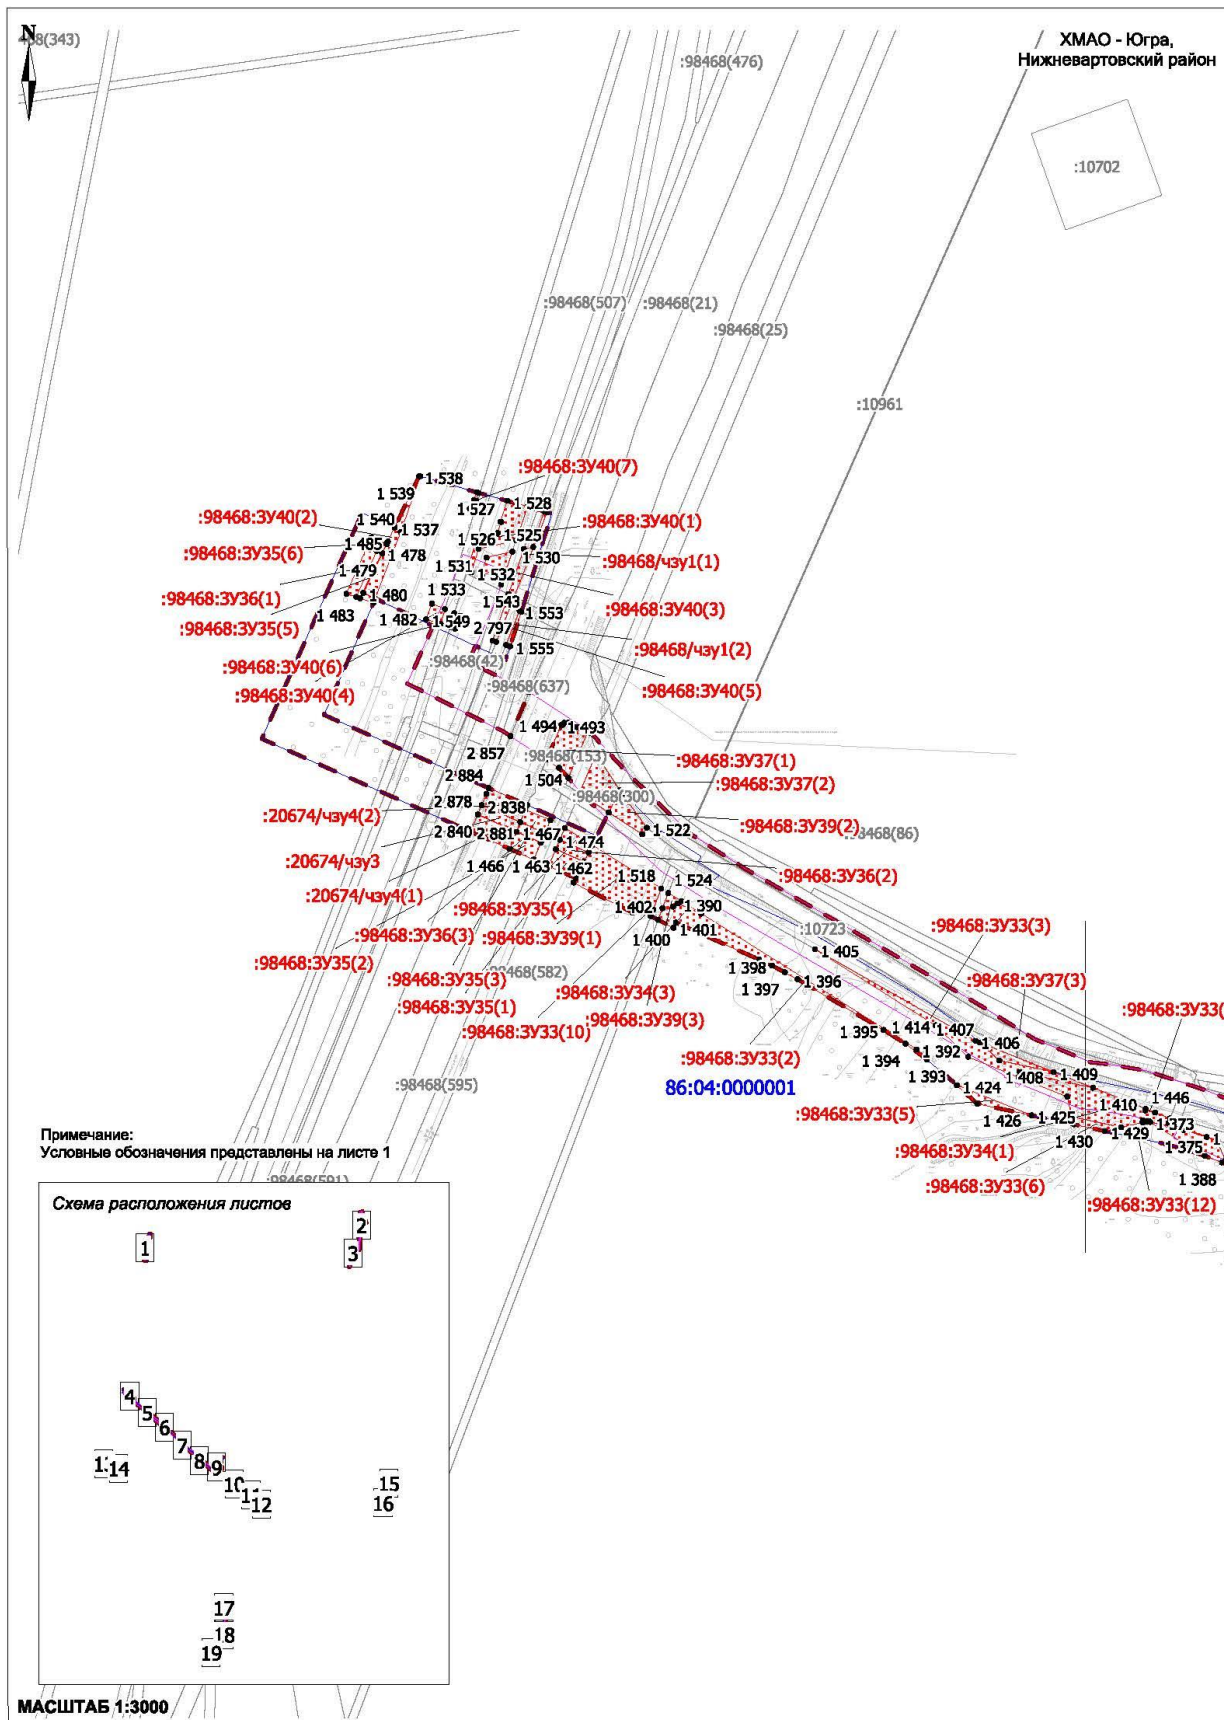 N
ХМАО - Югра,
Нижневартовский район
:98468(476)
:10702
:98468(507)
:98468(21)
:98468(25)
:10961
:98468:ЗУ40(7)
1 538
1 539
1 527
1 528
:98468:ЗУ40(2)
1 540
1 537
:98468:ЗУ40(1)
1 526
1 525
:98468:ЗУ35(6)
1 485
1 478
1 530
:98468/чзу1(1)
1 479
1 531
1 532
:98468:ЗУ36(1)
1 480
1 533
1 543
:98468:ЗУ40(3)
1 483
1 482
1 549
1 553
:98468:ЗУ35(5)
2 797
1 555
:98468/чзу1(2)
:98468:ЗУ40(6)
:98468(42)
:98468:ЗУ40(4)
:98468(637)
:98468:ЗУ40(5)
1 494
1 493
2 857
:98468(153)
:98468:ЗУ37(1)
2 884
1 504
:98468:ЗУ37(2)
:98468(300)
2 878
2 838
:20674/чзу4(2)
:98468:ЗУ39(2)
:98468(86)
2 840
2 881
1 467
1 522
1 474
:20674/чзу3
1 466
1 463
1 462
:98468:ЗУ36(2)
1 518
1 524
:20674/чзу4(1)
:98468:ЗУ35(4)
1 402
1 390
:98468:ЗУ36(3)
:98468:ЗУ39(1)
1 400
1 401
:10723
:98468:ЗУ33(3)
1 405
:98468:ЗУ35(2)
:98468(582)
1 398
1 397
1 396
:98468:ЗУ35(3)
:98468:ЗУ34(3)
:98468:ЗУ37(3)
:98468:ЗУ35(1)
:98468:ЗУ33(10)
:98468:ЗУ39(3)
1 395
1 414
1 407
1 406
:98468:ЗУ33(
:98468:ЗУ33(2)
1 394
1 392
1 393
1 408
1 409
:98468(595)
86:04:0000001
1 424
:98468:ЗУ33(5)
1 426
1 425
1 410
1 446
1 373
1 430
1 429
1 375
:98468:ЗУ34(1)
1 388
:98468:ЗУ33(6)
:98468:ЗУ33(12)
Примечание:
Условные обозначения представлены на листе 1
Схема расположения листов
1
2
3
4
5
6
7
8
9
12
14
15
16
17
18
19
МАСШТАБ 1:3000